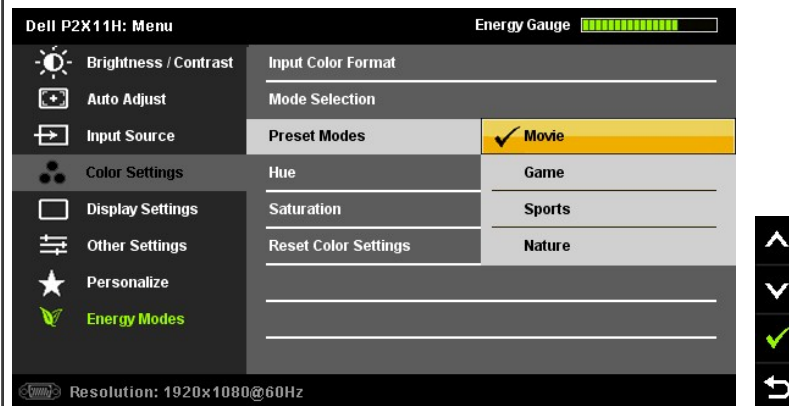 Dell P2X11H: Menu
Energy Gauge
Brightness / Contrast
Auto Adjust
Input Source
Color Settings
Display Settings
Other Settings
Personalize
Energy Modes
Input Color Format
Mode Selection
Preset Modes
Hue
Saturation
Reset Color Settings
Movie
Game
Sports
Nature
Resolution: 1920x1080@60Hz